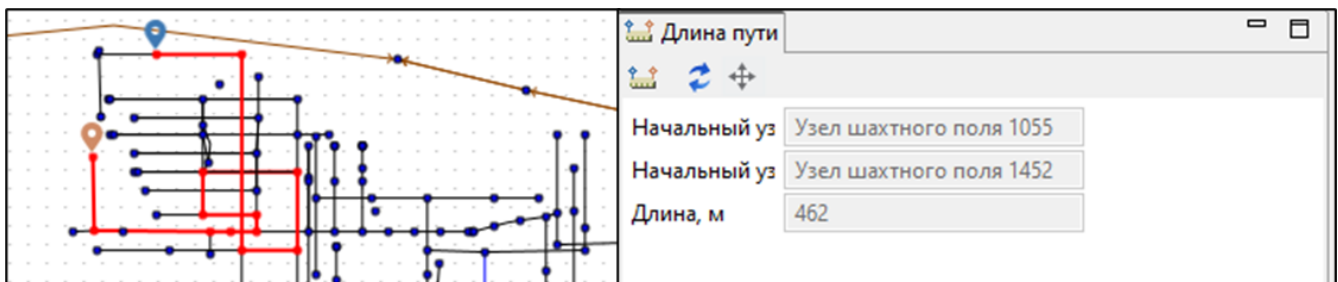 Длина пути
Начальный уз Узел шахтного поля 1055
Начальный уз Узел шахтного поля 1452
Длина, м 462